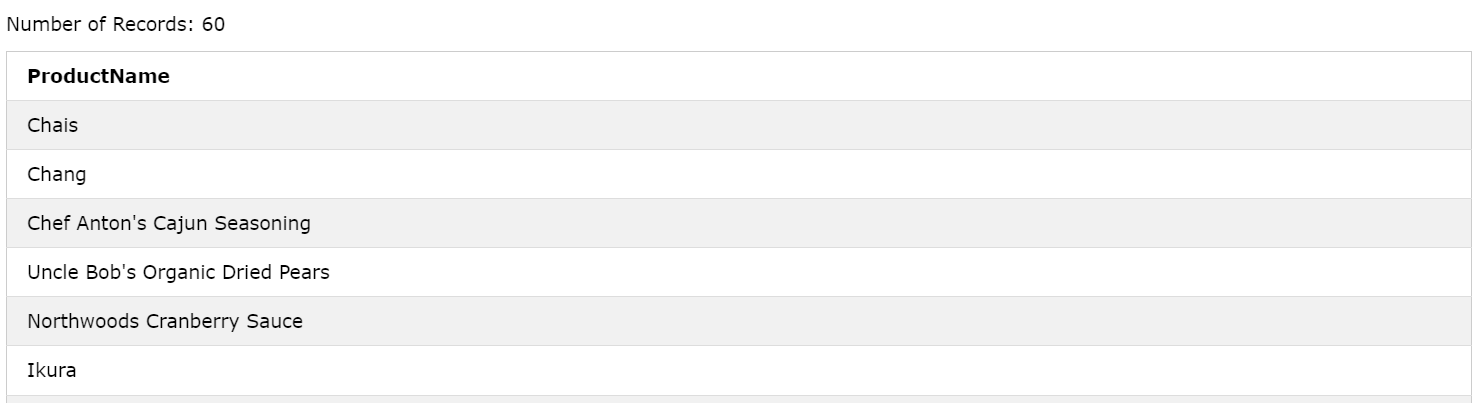 Number of Records: 60
ProductName
Chais
Chang
Chef Anton's Cajun Seasoning
Uncle Bob's Organic Dried Pears
Northwoods Cranberry Sauce
Ikura